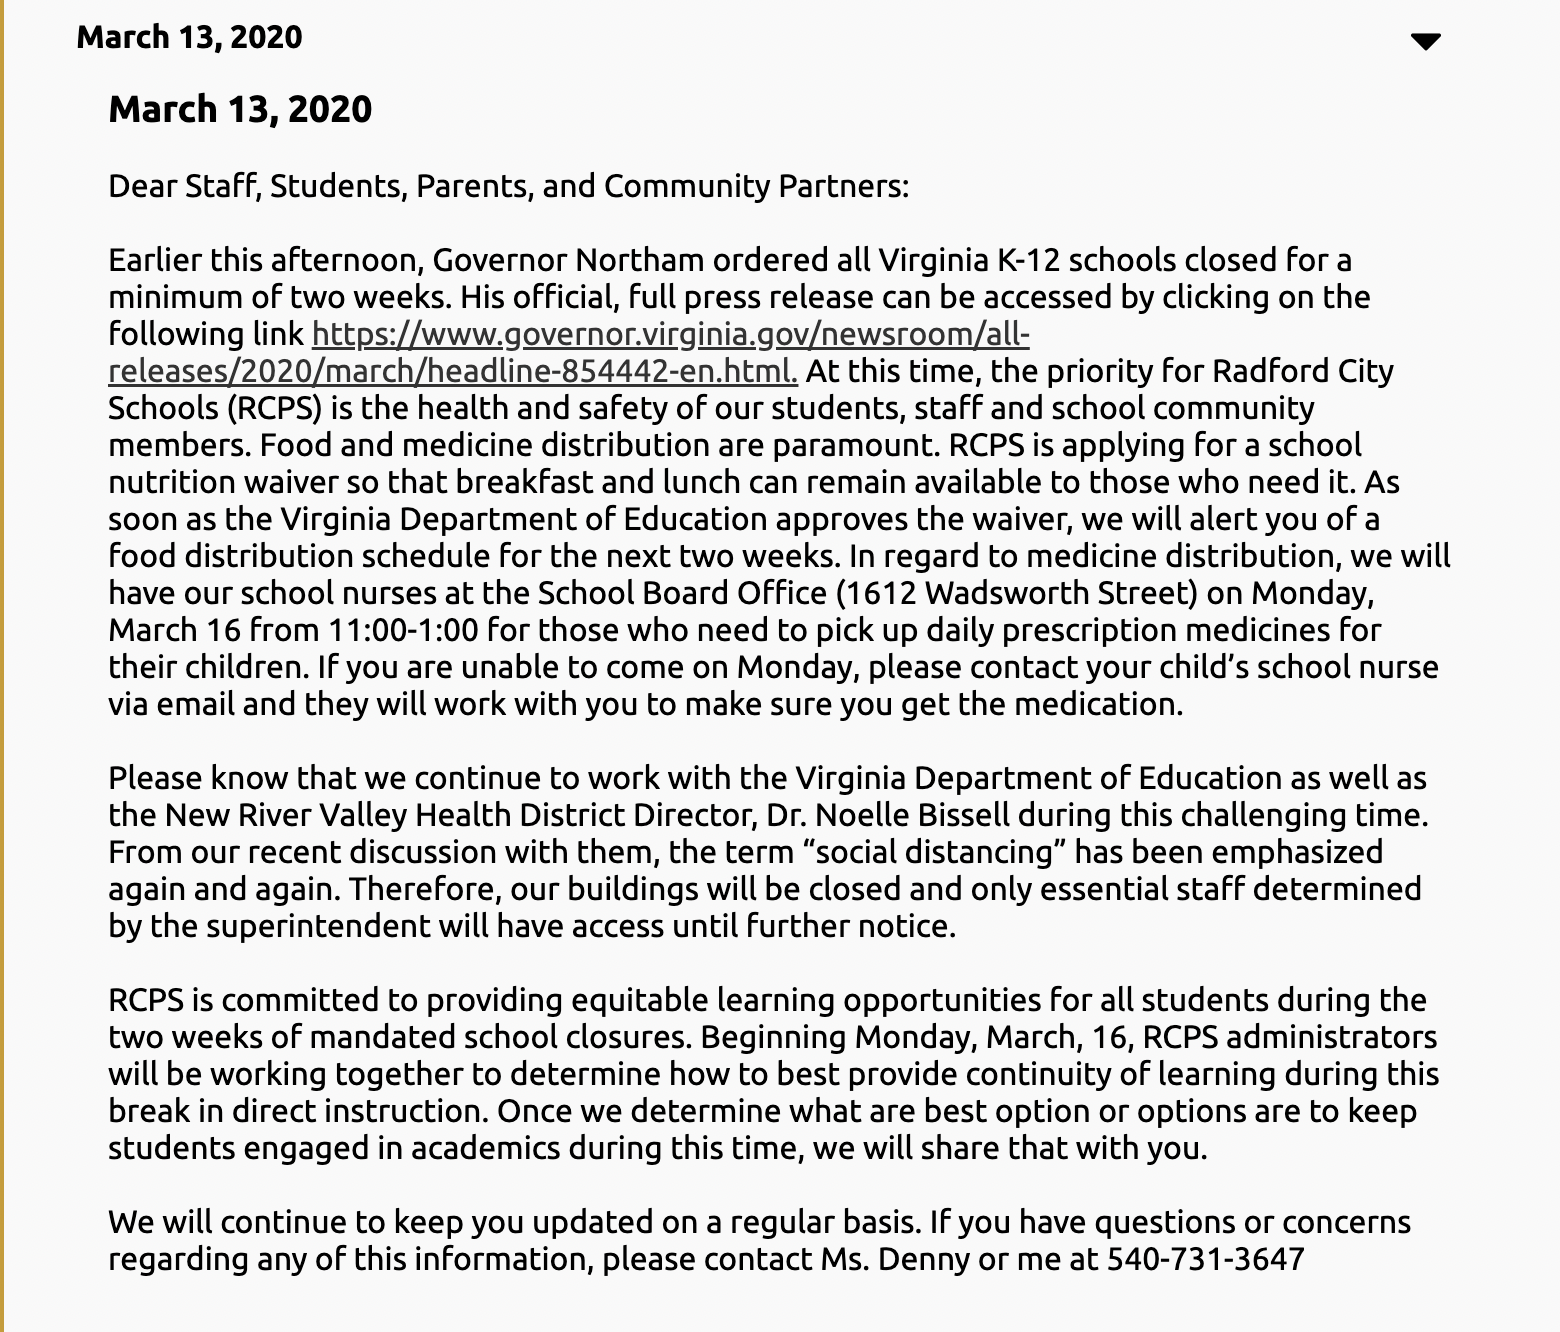 March 13, 2020
March 13, 2020
Dear Staff, Students, Parents, and Community Partners:
Earlier this afternoon, Governor Northam ordered all Virginia K-12 schools closed for a
minimum of two weeks. His official, full press release can be accessed by clicking on the
following link https://www.governor.virginia.gov/newsroom/all-
releases/2020/march/headline-854442-en.html. At this time, the priority for Radford City
Schools (RCPS) is the health and safety of our students, staff and school community
members. Food and medicine distribution are paramount. RCPS is applying for a school
nutrition waiver so that breakfast and lunch can remain available to those who need it. As
soon as the Virginia Department of Education approves the waiver, we will alert you of a
food distribution schedule for the next two weeks. In regard to medicine distribution, we will
have our school nurses at the School Board Office (1612 Wadsworth Street) on Monday,
March 16 from 11:00-1:00 for those who need to pick up daily prescription medicines for
their children. If you are unable to come on Monday, please contact your child’s school nurse
via email and they will work with you to make sure you get the medication.
Please know that we continue to work with the Virginia Department of Education as well as
the New River Valley Health District Director, Dr. Noelle Bissell during this challenging time.
From our recent discussion with them, the term “social distancing” has been emphasized
again and again. Therefore, our buildings will be closed and only essential staff determined
by the superintendent will have access until further notice.
RCPS is committed to providing equitable learning opportunities for all students during the
two weeks of mandated school closures. Beginning Monday, March, 16, RCPS administrators
will be working together to determine how to best provide continuity of learning during this
break in direct instruction. Once we determine what are best option or options are to keep
students engaged in academics during this time, we will share that with you.
We will continue to keep you updated on a regular basis. If you have questions or concerns
regarding any of this information, please contact Ms. Denny or me at 540-731-3647